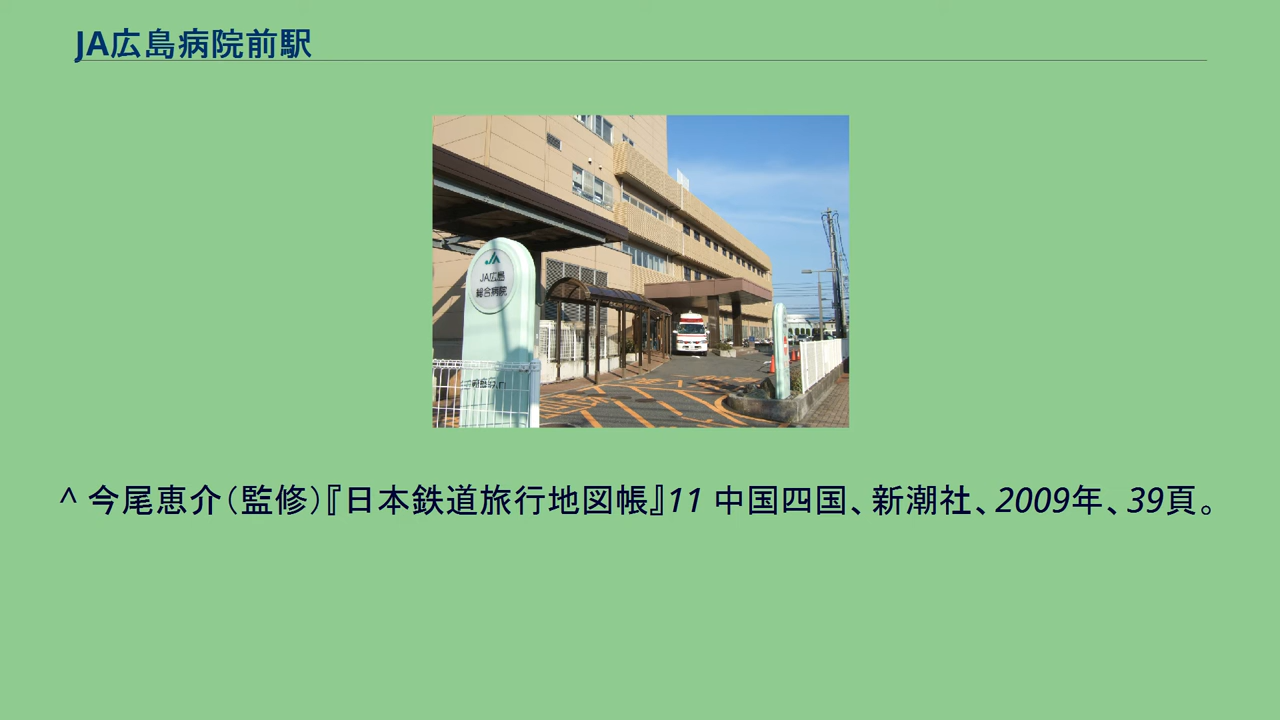 JA広島病院前駅
JA
JA広島
総合病院
^ 今尾恵介（監修）『日本鉄道旅行地図帳』11 中国四国、新潮社、2009年、39頁。